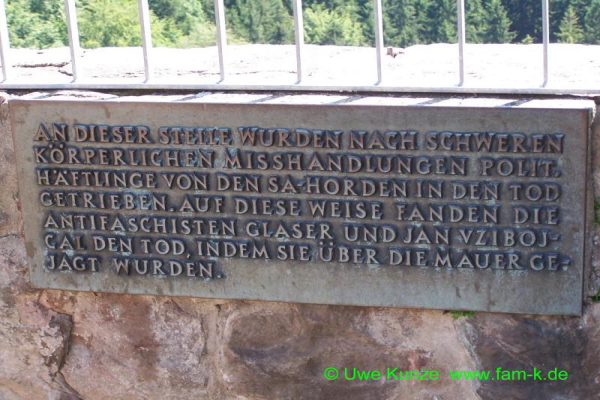 AN DIESER STELLE WURDEN NACH SCHWEREN
KÖRPERLICHEN MISSHANDLUNGEN POLIT.
HÄFTLINGE VON DEN SA-HORDEN IN DEN TOD
GETRIEBEN. AUF DIESE WEISE FANDEN DIE
ANTIFASCHISTEN GLASER UND JAN VZIBOJ-
CAL DEN TOD, INDEM SIE ÜBER DIE MAUER GE-
JAGT WURDEN.
© Uwe Kunze www.fam-k.de